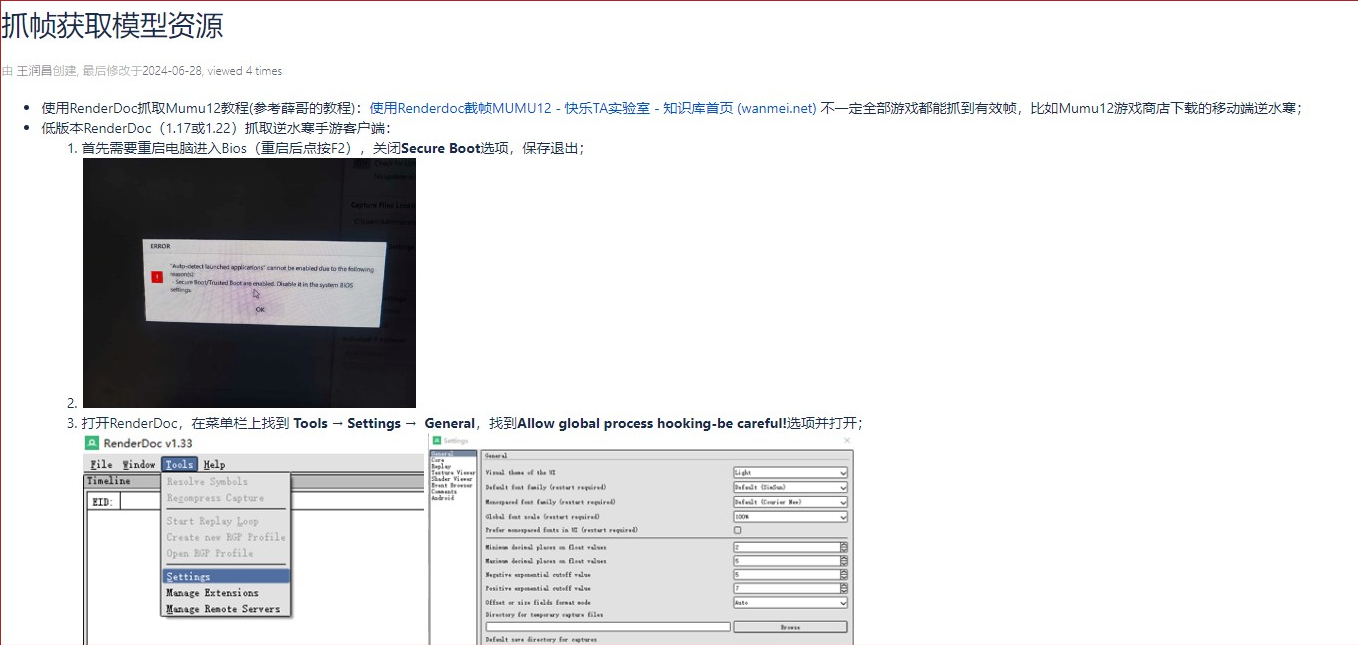 抓帧获取模型资源
由 王润昌创建, 最后修改于2024-06-28, viewed 4 times
使用RenderDoc抓取Mumu12教程(参考薛哥的教程)：使用Renderdoc截帧MUMU12 - 快乐TA实验室 - 知识库首页 (wanmei.net) 不一定全部游戏都能抓到有效帧，比如Mumu12游戏商店下载的移动端逆水寒；
低版本RenderDoc（1.17或1.22）抓取逆水寒手游客户端：
1. 首先需要重启电脑进入Bios（重启后点按F2），关闭Secure Boot选项，保存退出；
ERROR
"Auto-detect launched applications" cannot be enabled due to the following
reason(s):
- Secure Boot/Trusted Boot are enabled. Disable it in the system BIOS
settings.
OK
2.
3. 打开RenderDoc，在菜单栏上找到 Tools → Settings → General，找到Allow global process hooking-be careful!选项并打开；
RenderDoc v1.33
File Window Tools Help
Timeline
EID:
Resolve Symbols
Recompress Capture
Start Replay Loop
Create new RGP Profile
Open RGP Profile
Settings
Manage Extensions
Manage Remote Servers
Settings
General
Core
Replay
Texture Viewer
Shader Viewer
Event Browser
Comments
Android
General
Visual theme of the UI Light
Default font family (restart required) Default (SimSun)
Monospaced font family (restart required) Default (Courier New)
Global font scale (restart required) 100%
Prefer monospaced fonts in UI (restart required)
Minimum decimal places on float values 2
Maximum decimal places on float values 5
Negative exponential cutoff value 5
Positive exponential cutoff value 7
Offset or size fields format mode Auto
Directory for temporary capture files
Browse
Default save directory for captures